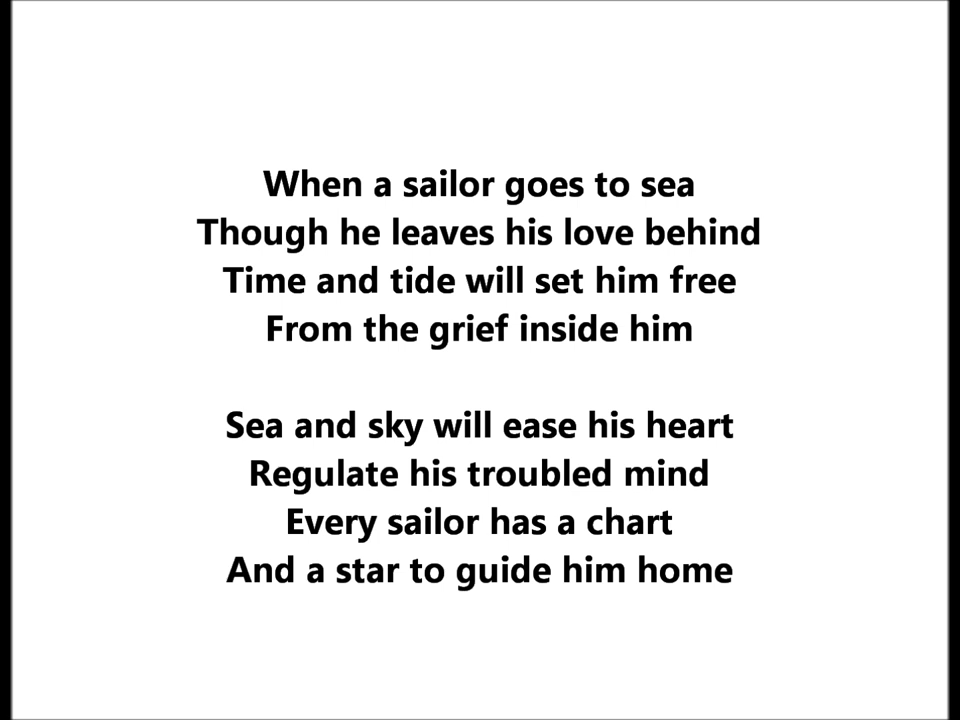 When a sailor goes to sea
Though he leaves his love behind
Time and tide will set him free
From the grief inside him
Sea and sky will ease his heart
Regulate his troubled mind
Every sailor has a chart
And a star to guide him home